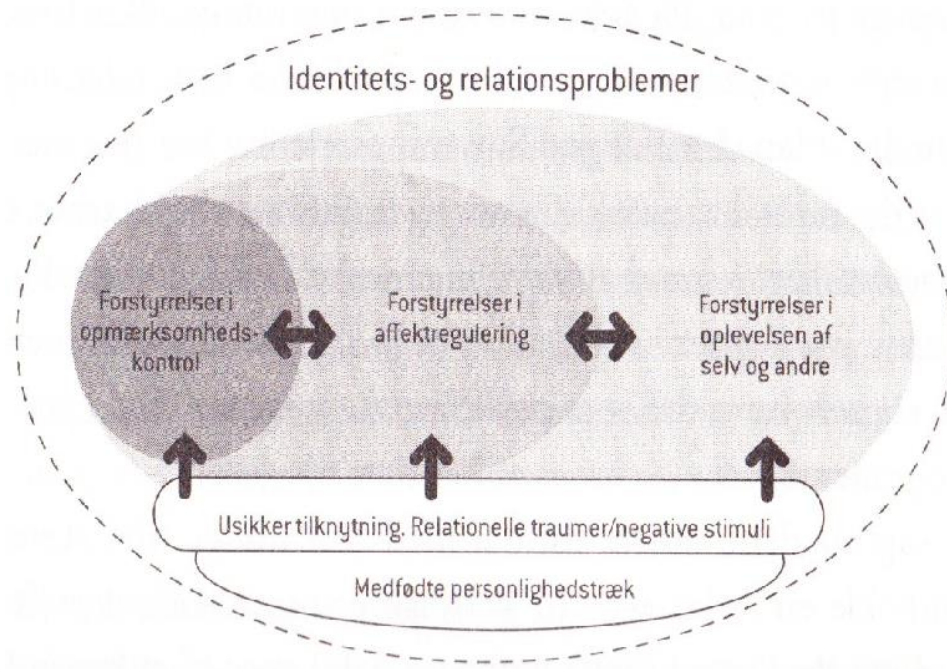 Identitets- og relationsproblemer
Forstyrrelser i
opmærksomheds-
kontrol
Forstyrrelser i
affektregulering
Forstyrrelser i
oplevelsen af
selv og andre
Usikker tilknytning. Relationelle traumer/negative stimuli
Medfødte personlighedstræk